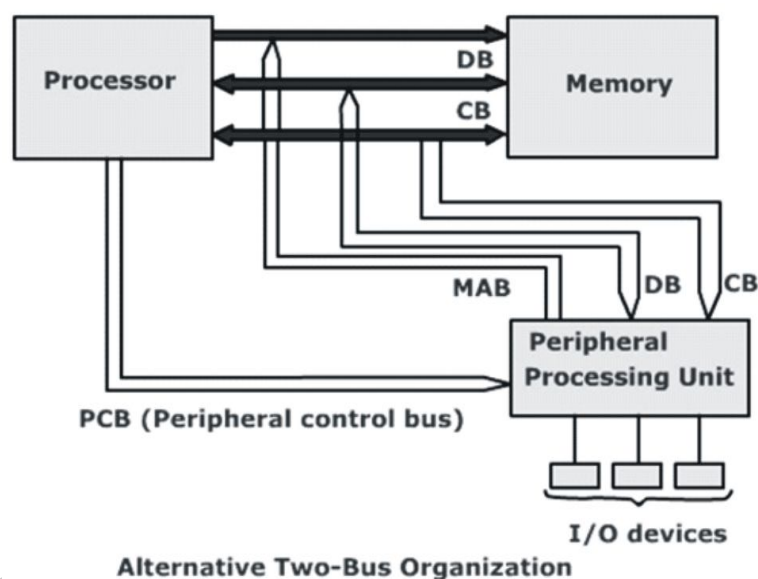 Processor
DB
Memory
CB
MAB
DB
CB
Peripheral
Processing Unit
PCB (Peripheral control bus)
I/O devices
Alternative Two-Bus Organization